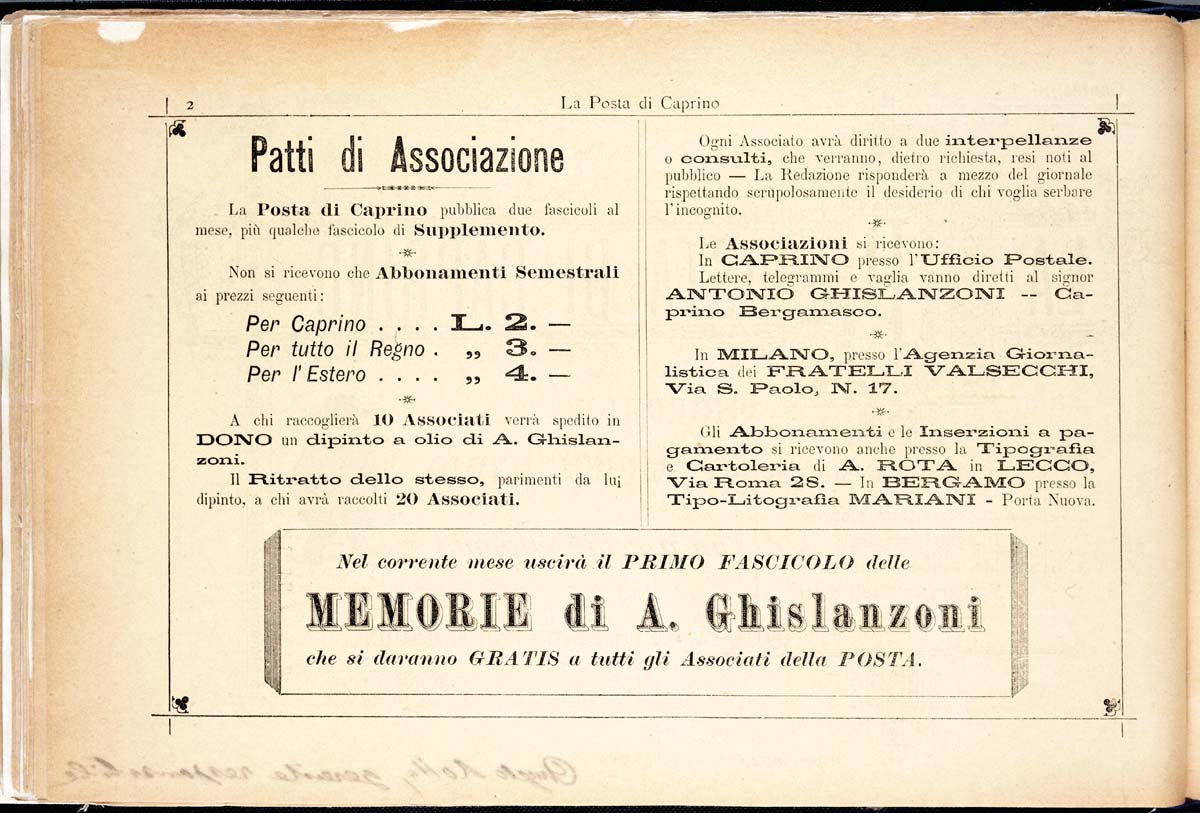 2
La Posta di Caprino
Patti di Associazione
La Posta di Caprino pubblica due fascicoli al
mese, più qualche fascicolo di Supplemento.
Non si ricevono che Abbonamenti Semestrali
ai prezzi seguenti:
Per Caprino . . . . L. 2. —
Per tutto il Regno . „ 3. —
Per l'Estero . . . . „ 4. —
A chi raccoglierà 10 Associati verrà spedito in
DONO un dipinto a olio di A. Ghislan-
zoni.
Il Ritratto dello stesso, parimenti da lui
dipinto, a chi avrà raccolti 20 Associati.
Ogni Associato avrà diritto a due interpellanze
o consulti, che verranno, dietro richiesta, resi noti al
pubblico — La Redazione risponderà a mezzo del giornale
rispettando scrupolosamente il desiderio di chi voglia serbare
l'incognito.
Le Associazioni si ricevono:
In CAPRINO presso l'Ufficio Postale.
Lettere, telegrammi e vaglia vanno diretti al signor
ANTONIO GHISLANZONI -- Ca-
prino Bergamasco.
In MILANO, presso l'Agenzia Giorna-
listica dei FRATELLI VALSECCHI,
Via S. Paolo, N. 17.
Gli Abbonamenti e le Inserzioni a pa-
gamento si ricevono anche presso la Tipografia
e Cartoleria di A. ROTA in LECCO,
Via Roma 28. — In BERGAMO presso la
Tipo-Litografia MARIANI - Porta Nuova.
Nel corrente mese uscirà il PRIMO FASCICOLO delle
MEMORIE di A. Ghislanzoni
che si daranno GRATIS a tutti gli Associati della POSTA.